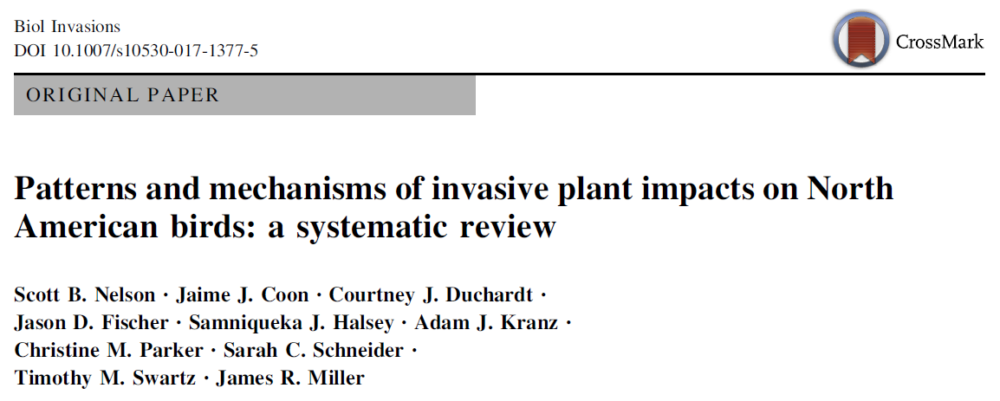 Biol Invasions
DOI 10.1007/s10530-017-1377-5
CrossMark
ORIGINAL PAPER
Patterns and mechanisms of invasive plant impacts on North
American birds: a systematic review
Scott B. Nelson · Jaime J. Coon · Courtney J. Duchardt ·
Jason D. Fischer · Samniqueka J. Halsey · Adam J. Kranz ·
Christine M. Parker · Sarah C. Schneider ·
Timothy M. Swartz · James R. Miller